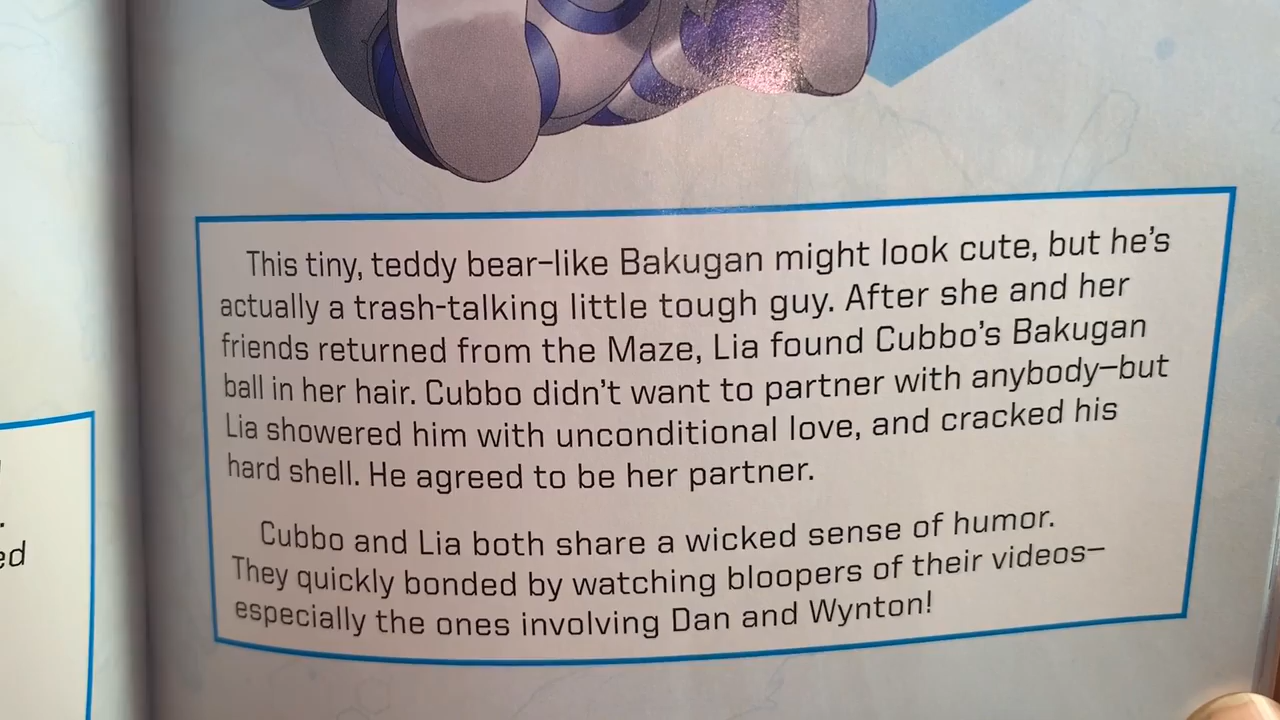 This tiny, teddy bear–like Bakugan might look cute, but he's
actually a trash-talking little tough guy. After she and her
friends returned from the Maze, Lia found Cubbo's Bakugan
ball in her hair. Cubbo didn't want to partner with anybody–but
Lia showered him with unconditional love, and cracked his
hard shell. He agreed to be her partner.
Cubbo and Lia both share a wicked sense of humor.
They quickly bonded by watching bloopers of their videos–
especially the ones involving Dan and Wynton!